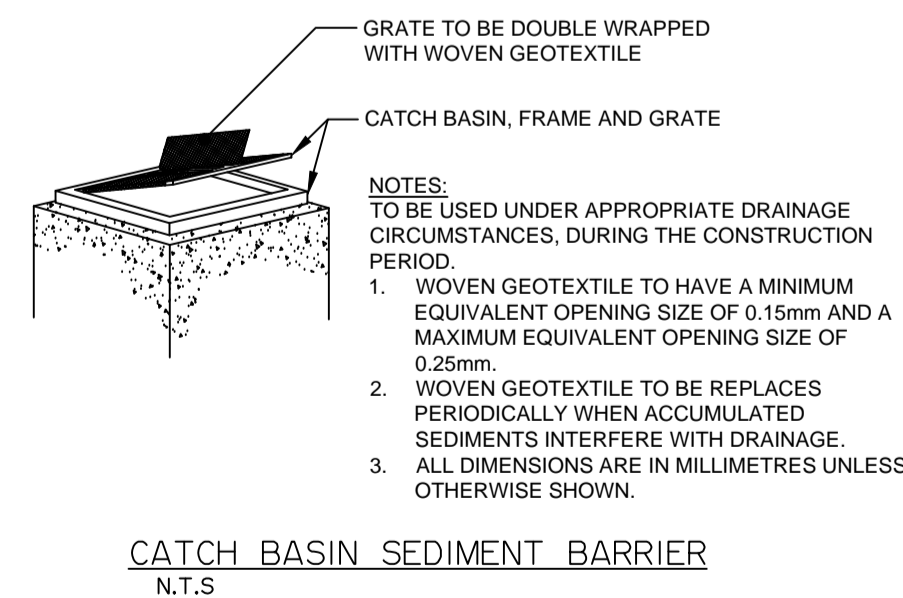 GRATE TO BE DOUBLE WRAPPED
WITH WOVEN GEOTEXTILE
CATCH BASIN, FRAME AND GRATE
NOTES:
TO BE USED UNDER APPROPRIATE DRAINAGE
CIRCUMSTANCES, DURING THE CONSTRUCTION
PERIOD.
1. WOVEN GEOTEXTILE TO HAVE A MINIMUM
EQUIVALENT OPENING SIZE OF 0.15mm AND A
MAXIMUM EQUIVALENT OPENING SIZE OF
0.25mm.
2. WOVEN GEOTEXTILE TO BE REPLACES
PERIODICALLY WHEN ACCUMULATED
SEDIMENTS INTERFERE WITH DRAINAGE.
3. ALL DIMENSIONS ARE IN MILLIMETRES UNLESS
OTHERWISE SHOWN.
CATCH BASIN SEDIMENT BARRIER
N.T.S